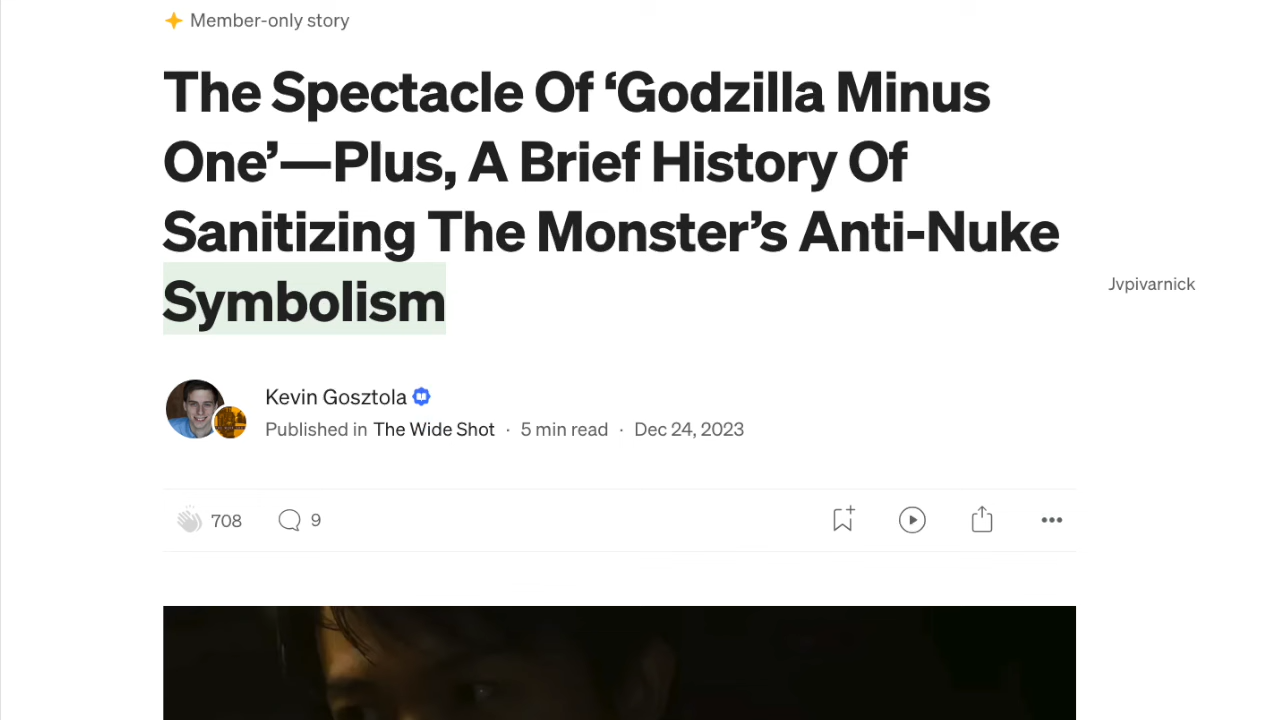 Member-only story
The Spectacle Of ‘Godzilla Minus
One’—Plus, A Brief History Of
Sanitizing The Monster’s Anti-Nuke
Symbolism
Jvpivarnick
Kevin Gosztola
Published in The Wide Shot · 5 min read · Dec 24, 2023
708 9